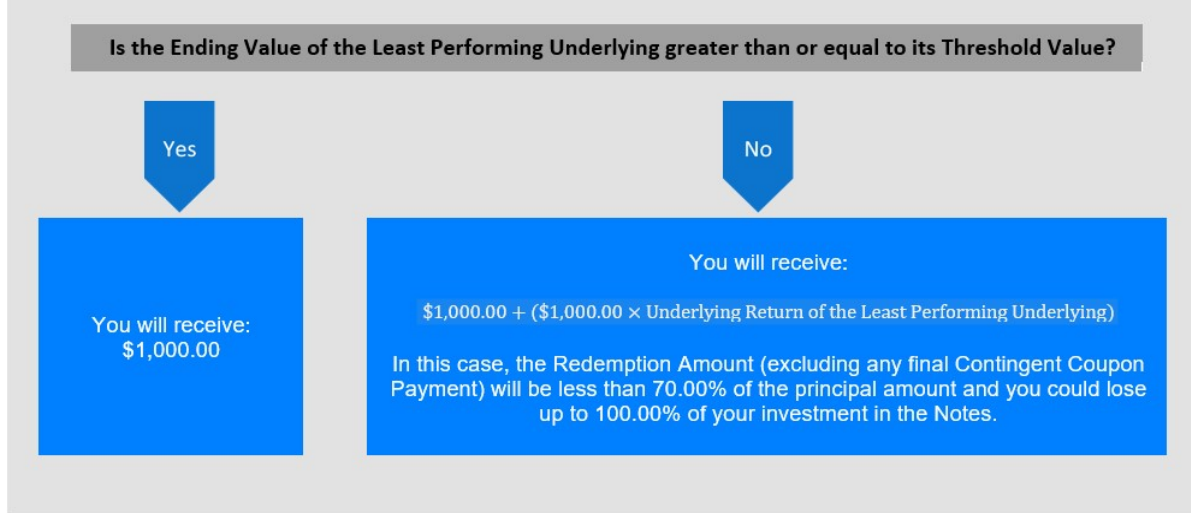 Is the Ending Value of the Least Performing Underlying greater than or equal to its Threshold Value?
Yes
No
You will receive:
$1,000.00
You will receive:
$1,000.00 + ($1,000.00 × Underlying Return of the Least Performing Underlying)
In this case, the Redemption Amount (excluding any final Contingent Coupon
Payment) will be less than 70.00% of the principal amount and you could lose
up to 100.00% of your investment in the Notes.